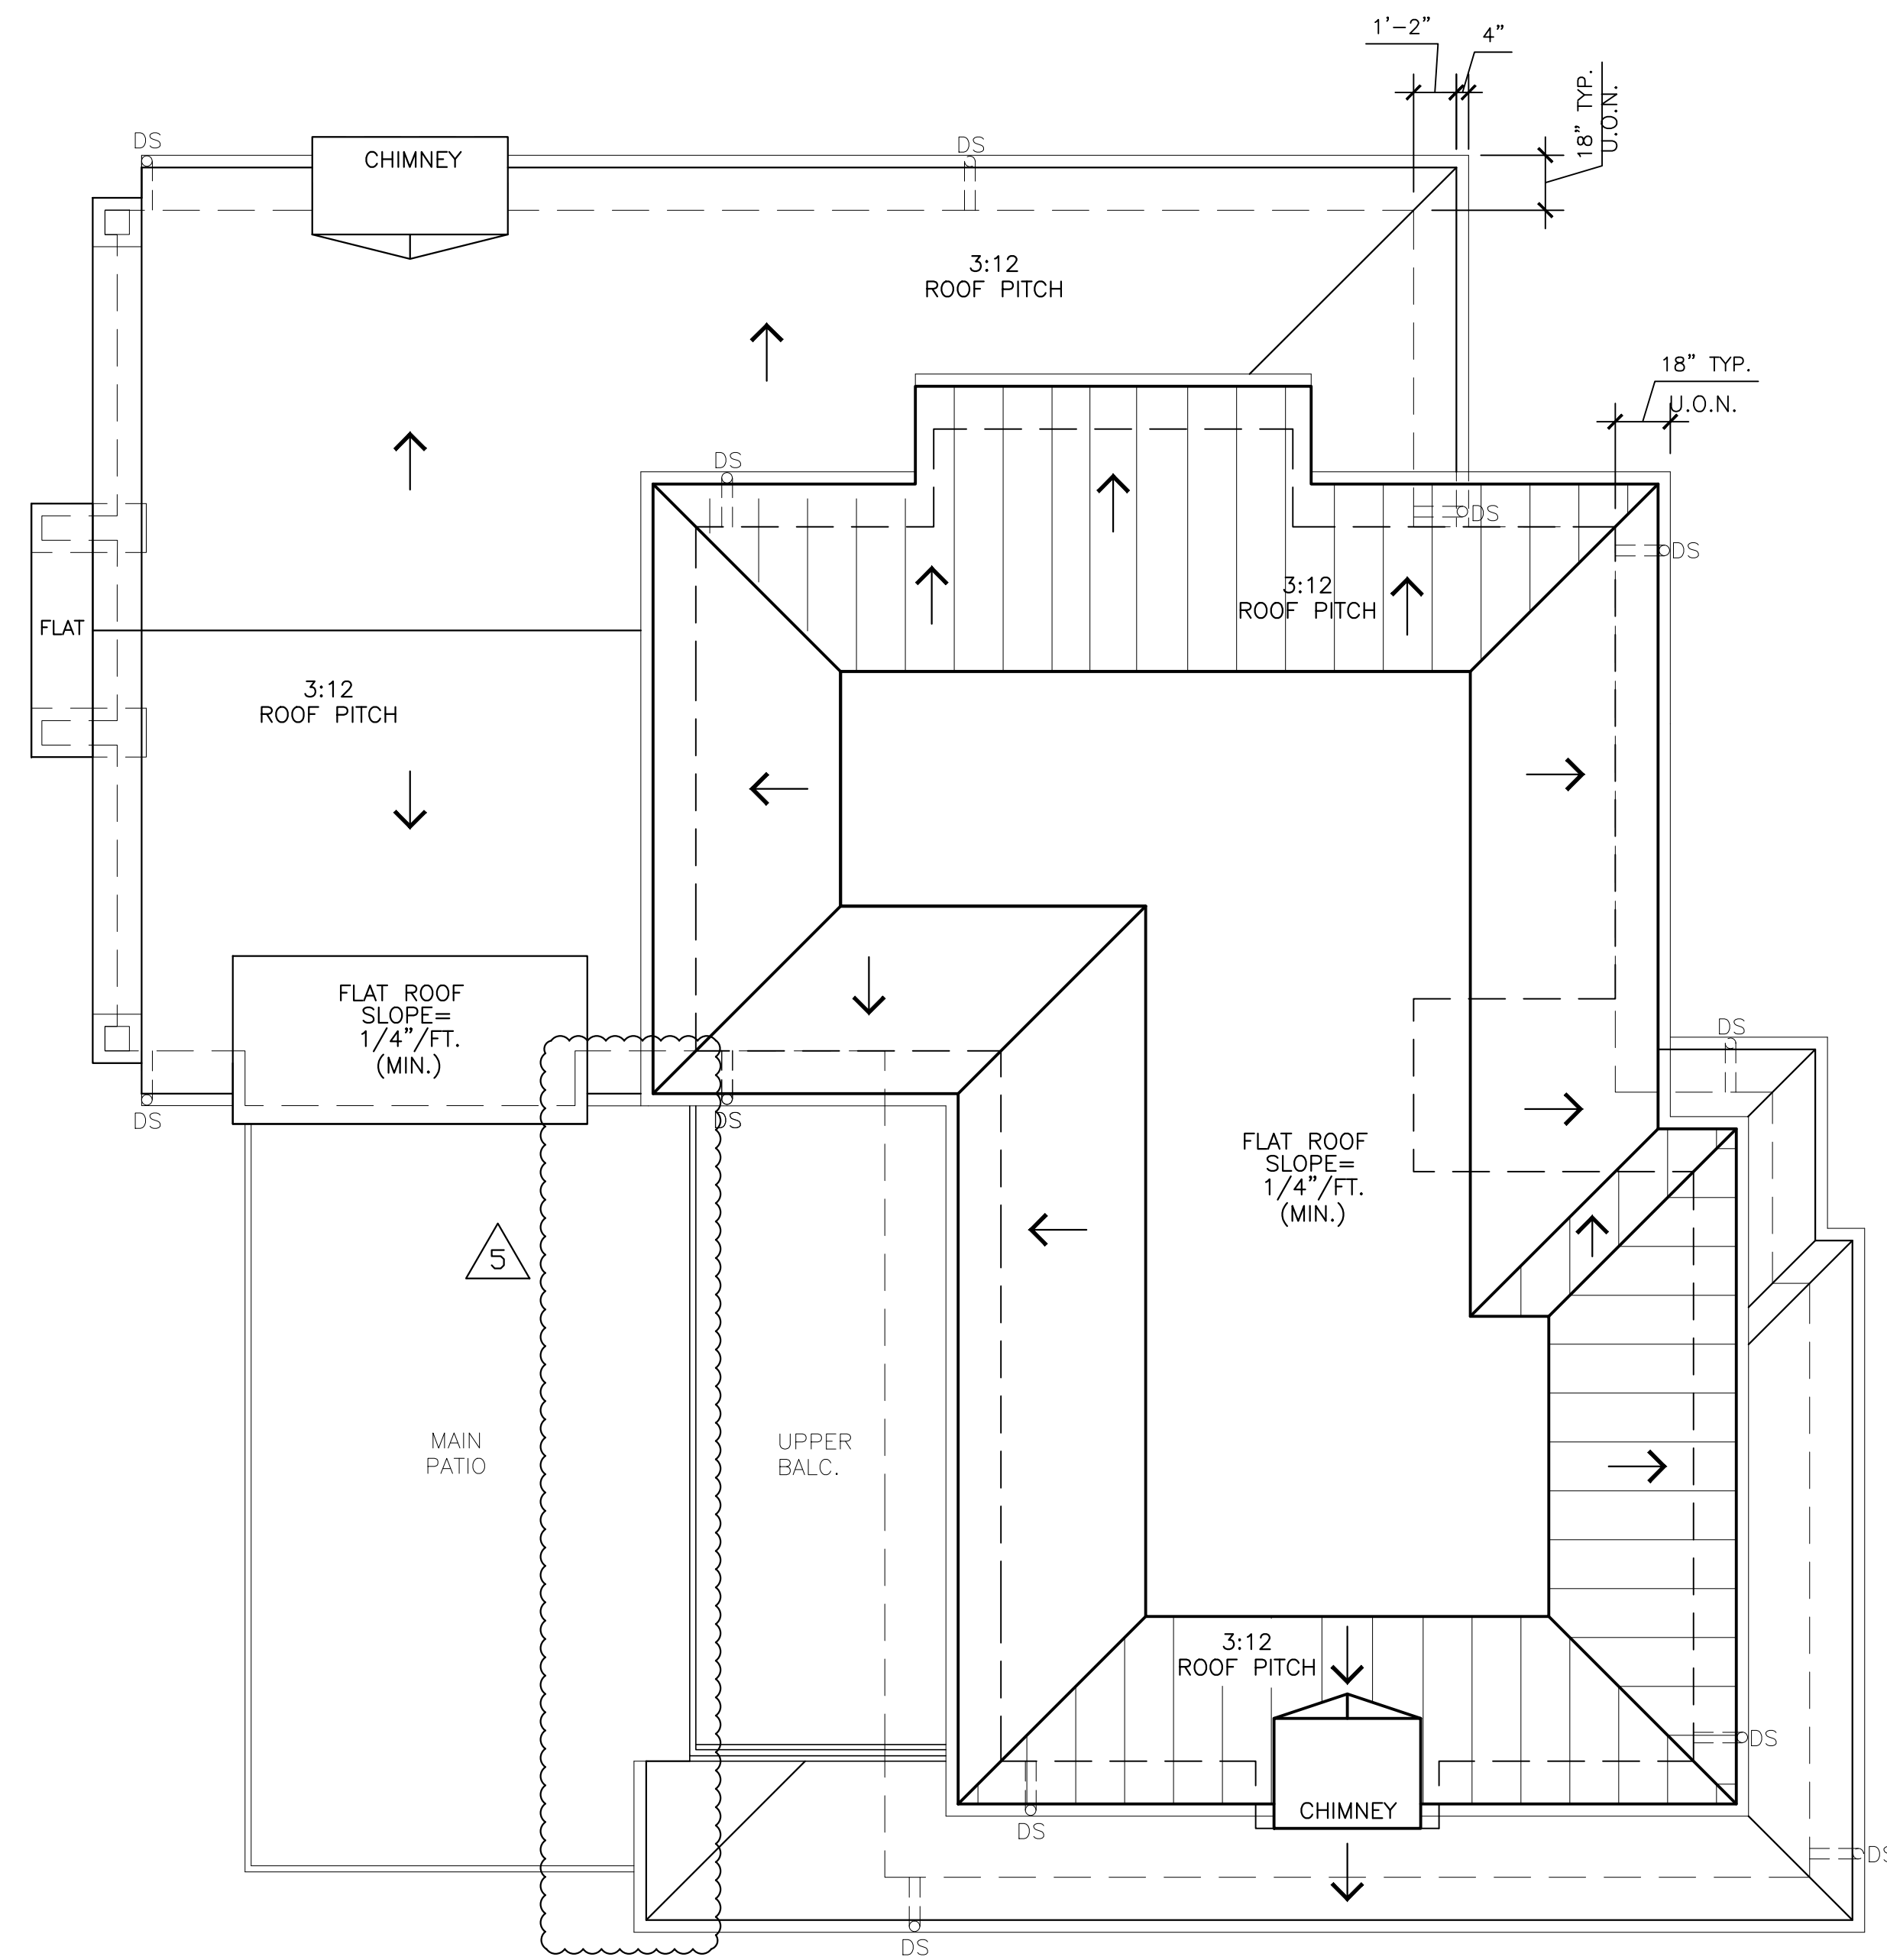 1'-2"
4"
18" TYP.
U.O.N.
DS
CHIMNEY
DS
3:12
ROOF PITCH
18" TYP.
U.O.N.
DS
DS
DS
3:12
ROOF PITCH
FLAT
3:12
ROOF PITCH
FLAT ROOF
SLOPE=
1/4"/FT.
(MIN.)
DS
DS
DS
FLAT ROOF
SLOPE=
1/4"/FT.
(MIN.)
5
MAIN
PATIO
UPPER
BALC.
3:12
ROOF PITCH
DS
CHIMNEY
DS
DS
DS